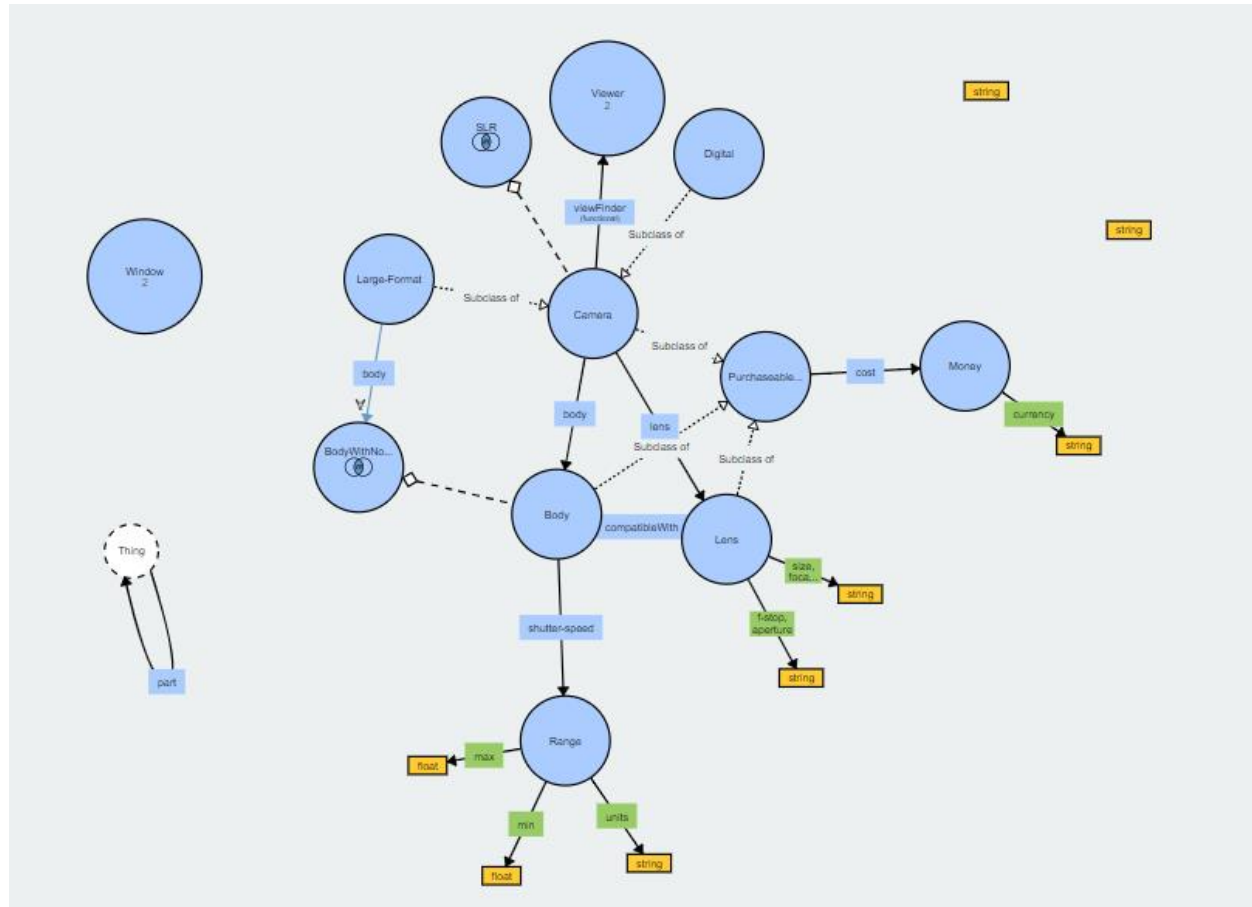 Viewer
2
string
SLR
Digital
viewFinder
(functional)
string
Subclass of
Window
2
Large-Format
Subclass of
Camera
Subclass of
Money
body
Purchaseable...
cost
body
currency
lens
string
Subclass of
BodyWithNo...
Subclass of
Body
compatibleWith
Lens
Thing
size,
foca...
string
f-stop,
aperture
shutter-speed
string
part
Range
max
float
min
units
string
float